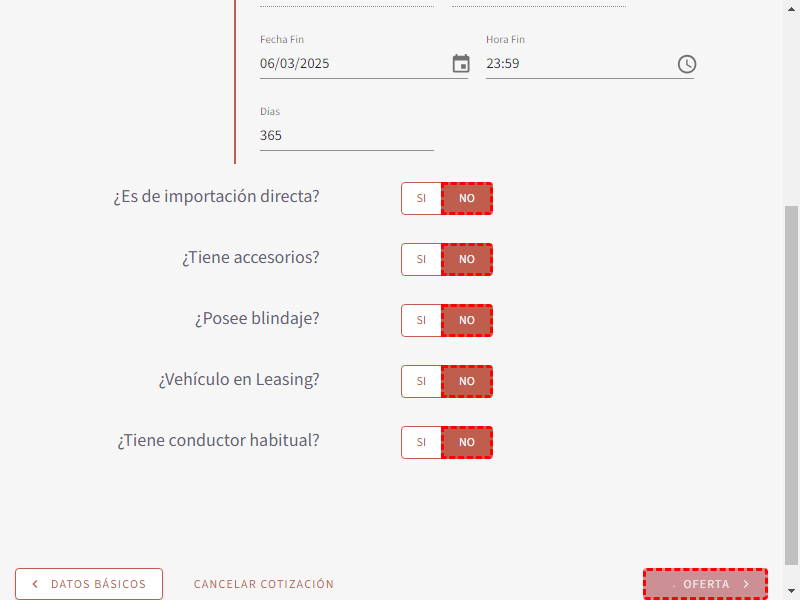 Fecha Fin
Hora Fin
06/03/2025
23:59
Días
365
¿Es de importación directa?
SI
NO
¿Tiene accesorios?
SI
NO
¿Posee blindaje?
SI
NO
¿Vehículo en Leasing?
SI
NO
¿Tiene conductor habitual?
SI
NO
DATOS BÁSICOS
CANCELAR COTIZACIÓN
OFERTA